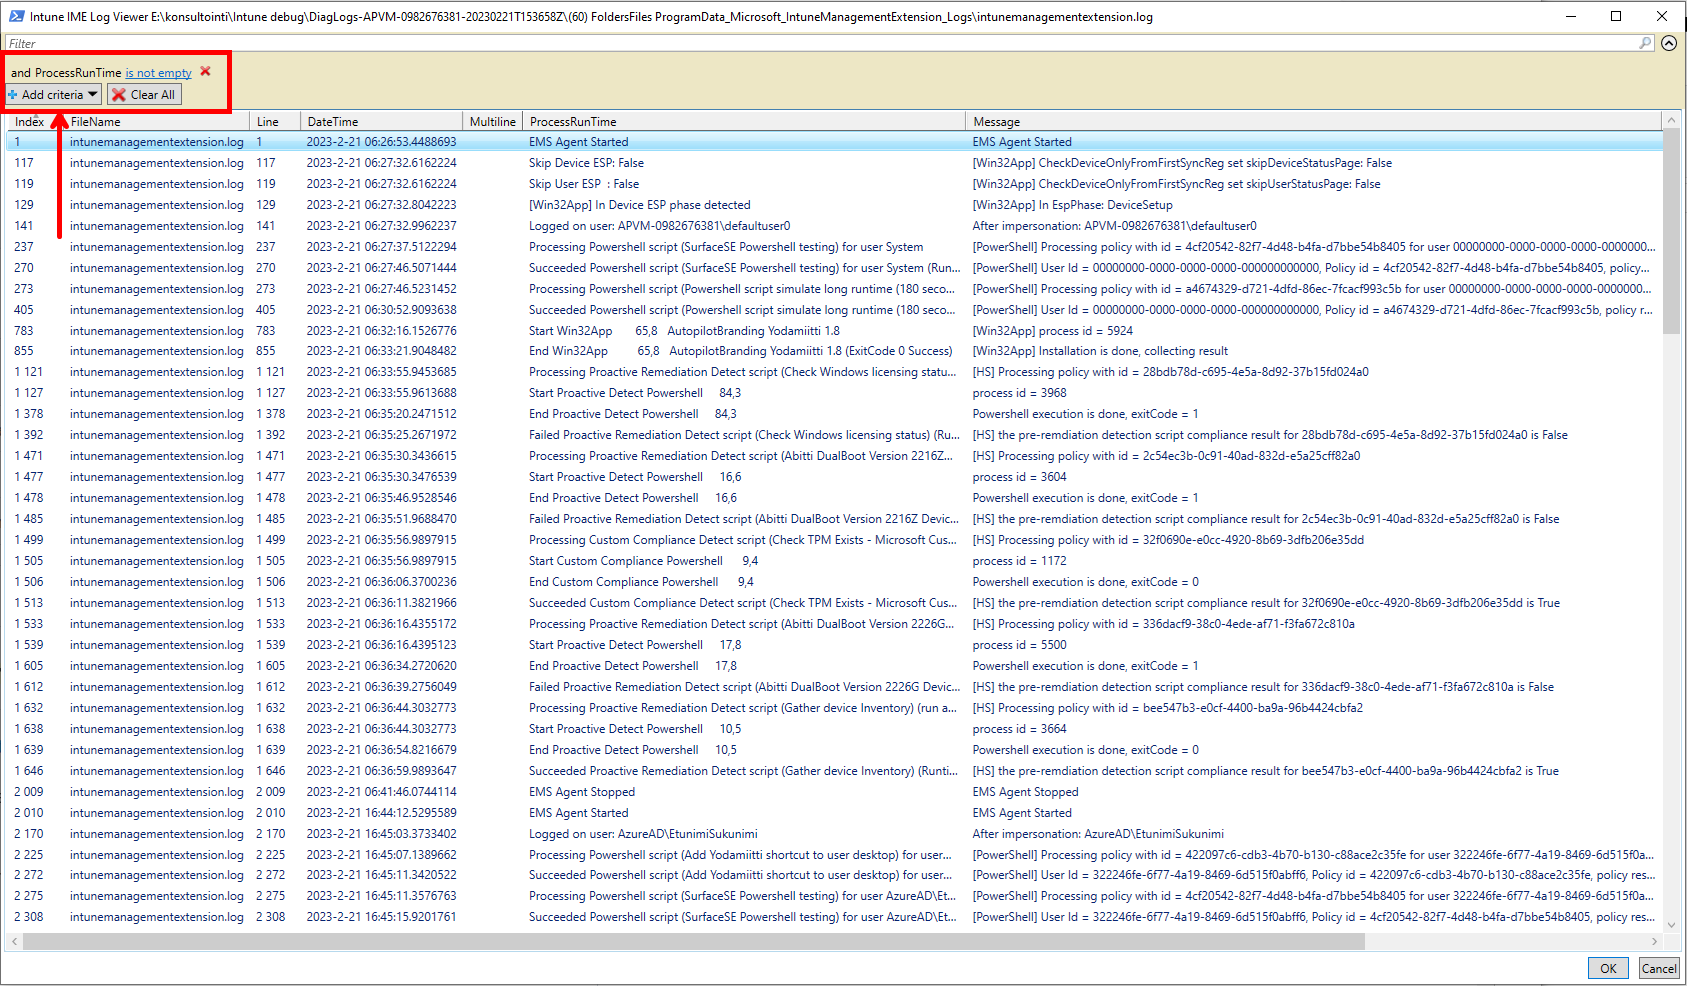 Intune IME Log Viewer E:\konsultointi\Intune debug\DiagLogs-APVM-0982676381-20230221T153658Z\(60) FoldersFiles ProgramData_Microsoft_IntuneManagementExtension_Logs\intunemanagementextension.log
Filter
and ProcessRunTime is not empty
Add criteria Clear All
Index FileName Line DateTime Multiline ProcessRunTime Message
1 intunemanagementextension.log 1 2023-2-21 06:26:53.4488693 EMS Agent Started EMS Agent Started
117 intunemanagementextension.log 117 2023-2-21 06:27:32.6162224 Skip Device ESP: False [Win32App] CheckDeviceOnlyFromFirstSyncReg set skipDeviceStatusPage: False
119 intunemanagementextension.log 119 2023-2-21 06:27:32.6162224 Skip User ESP : False [Win32App] CheckDeviceOnlyFromFirstSyncReg set skipUserStatusPage: False
129 intunemanagementextension.log 129 2023-2-21 06:27:32.8042223 [Win32App] In Device ESP phase detected [Win32App] In EspPhase: DeviceSetup
141 intunemanagementextension.log 141 2023-2-21 06:27:32.9962237 Logged on user: APVM-0982676381\defaultuser0 After impersonation: APVM-0982676381\defaultuser0
237 intunemanagementextension.log 237 2023-2-21 06:27:37.5122294 Processing Powershell script (SurfaceSE Powershell testing) for user System [PowerShell] Processing policy with id = 4cf20542-82f7-4d48-b4fa-d7bbe54b8405 for user 00000000-0000-0000-0000-0000000...
270 intunemanagementextension.log 270 2023-2-21 06:27:46.5071444 Succeeded Powershell script (SurfaceSE Powershell testing) for user System (Run... [PowerShell] User Id = 00000000-0000-0000-0000-000000000000, Policy id = 4cf20542-82f7-4d48-b4fa-d7bbe54b8405, policy...
273 intunemanagementextension.log 273 2023-2-21 06:27:46.5231452 Processing Powershell script (Powershell script simulate long runtime (180 seco... [PowerShell] Processing policy with id = a4674329-d721-4dfd-86ec-7fcacf993c5b for user 00000000-0000-0000-0000-0000000...
405 intunemanagementextension.log 405 2023-2-21 06:30:52.9093638 Succeeded Powershell script (Powershell script simulate long runtime (180 seco... [PowerShell] User Id = 00000000-0000-0000-0000-000000000000, Policy id = a4674329-d721-4dfd-86ec-7fcacf993c5b, policy r...
783 intunemanagementextension.log 783 2023-2-21 06:32:16.1526776 Start Win32App 65,8 AutopilotBranding Yodamiitti 1.8 [Win32App] process id = 5924
855 intunemanagementextension.log 855 2023-2-21 06:33:21.9048482 End Win32App 65,8 AutopilotBranding Yodamiitti 1.8 (ExitCode 0 Success) [Win32App] Installation is done, collecting result
1 121 intunemanagementextension.log 1 121 2023-2-21 06:33:55.9453685 Processing Proactive Remediation Detect script (Check Windows licensing statu... [HS] Processing policy with id = 28bdb78d-c695-4e5a-8d92-37b15fd024a0
1 127 intunemanagementextension.log 1 127 2023-2-21 06:33:55.9613688 Start Proactive Detect Powershell 84,3 process id = 3968
1 378 intunemanagementextension.log 1 378 2023-2-21 06:35:20.2471512 End Proactive Detect Powershell 84,3 Powershell execution is done, exitCode = 1
1 392 intunemanagementextension.log 1 392 2023-2-21 06:35:25.2671972 Failed Proactive Remediation Detect script (Check Windows licensing status) (Ru... [HS] the pre-remdiation detection script compliance result for 28bdb78d-c695-4e5a-8d92-37b15fd024a0 is False
1 471 intunemanagementextension.log 1 471 2023-2-21 06:35:30.3436615 Processing Proactive Remediation Detect script (Abitti DualBoot Version 2216Z... [HS] Processing policy with id = 2c54ec3b-0c91-40ad-832d-e5a25cff82a0
1 477 intunemanagementextension.log 1 477 2023-2-21 06:35:30.3476539 Start Proactive Detect Powershell 16,6 process id = 3604
1 478 intunemanagementextension.log 1 478 2023-2-21 06:35:46.9528546 End Proactive Detect Powershell 16,6 Powershell execution is done, exitCode = 1
1 485 intunemanagementextension.log 1 485 2023-2-21 06:35:51.9688470 Failed Proactive Remediation Detect script (Abitti DualBoot Version 2216Z Devic... [HS] the pre-remdiation detection script compliance result for 2c54ec3b-0c91-40ad-832d-e5a25cff82a0 is False
1 499 intunemanagementextension.log 1 499 2023-2-21 06:35:56.9897915 Processing Custom Compliance Detect script (Check TPM Exists - Microsoft Cus... [HS] Processing policy with id = 32f0690e-e0cc-4920-8b69-3dfb206e35dd
1 505 intunemanagementextension.log 1 505 2023-2-21 06:35:56.9897915 Start Custom Compliance Powershell 9,4 process id = 1172
1 506 intunemanagementextension.log 1 506 2023-2-21 06:36:06.3700236 End Custom Compliance Powershell 9,4 Powershell execution is done, exitCode = 0
1 513 intunemanagementextension.log 1 513 2023-2-21 06:36:11.3821966 Succeeded Custom Compliance Detect script (Check TPM Exists - Microsoft Cus... [HS] the pre-remdiation detection script compliance result for 32f0690e-e0cc-4920-8b69-3dfb206e35dd is True
1 533 intunemanagementextension.log 1 533 2023-2-21 06:36:16.4355172 Processing Proactive Remediation Detect script (Abitti DualBoot Version 2226G... [HS] Processing policy with id = 336dacf9-38c0-4ede-af71-f3fa672c810a
1 539 intunemanagementextension.log 1 539 2023-2-21 06:36:16.4395123 Start Proactive Detect Powershell 17,8 process id = 5500
1 605 intunemanagementextension.log 1 605 2023-2-21 06:36:34.2720620 End Proactive Detect Powershell 17,8 Powershell execution is done, exitCode = 1
1 612 intunemanagementextension.log 1 612 2023-2-21 06:36:39.2756049 Failed Proactive Remediation Detect script (Abitti DualBoot Version 2226G Devic... [HS] the pre-remdiation detection script compliance result for 336dacf9-38c0-4ede-af71-f3fa672c810a is False
1 632 intunemanagementextension.log 1 632 2023-2-21 06:36:44.3032773 Processing Proactive Remediation Detect script (Gather device Inventory) (run a... [HS] Processing policy with id = bee547b3-e0cf-4400-ba9a-96b4424cbfa2
1 638 intunemanagementextension.log 1 638 2023-2-21 06:36:44.3032773 Start Proactive Detect Powershell 10,5 process id = 3664
1 639 intunemanagementextension.log 1 639 2023-2-21 06:36:54.8216679 End Proactive Detect Powershell 10,5 Powershell execution is done, exitCode = 0
1 646 intunemanagementextension.log 1 646 2023-2-21 06:36:59.9893647 Succeeded Proactive Remediation Detect script (Gather device Inventory) (Runti... [HS] the pre-remdiation detection script compliance result for bee547b3-e0cf-4400-ba9a-96b4424cbfa2 is True
2 009 intunemanagementextension.log 2 009 2023-2-21 06:41:46.0744114 EMS Agent Stopped EMS Agent Stopped
2 010 intunemanagementextension.log 2 010 2023-2-21 16:44:12.5295589 EMS Agent Started EMS Agent Started
2 170 intunemanagementextension.log 2 170 2023-2-21 16:45:03.3733402 Logged on user: AzureAD\EtunimiSukunimi After impersonation: AzureAD\EtunimiSukunimi
2 225 intunemanagementextension.log 2 225 2023-2-21 16:45:07.1389662 Processing Powershell script (Add Yodamiitti shortcut to user desktop) for user... [PowerShell] Processing policy with id = 422097c6-cdb3-4b70-b130-c88ace2c35fe for user 322246fe-6f77-4a19-8469-6d515f0a...
2 272 intunemanagementextension.log 2 272 2023-2-21 16:45:11.3420522 Succeeded Powershell script (Add Yodamiitti shortcut to user desktop) for user... [PowerShell] User Id = 322246fe-6f77-4a19-8469-6d515f0abff6, Policy id = 422097c6-cdb3-4b70-b130-c88ace2c35fe, policy res...
2 275 intunemanagementextension.log 2 275 2023-2-21 16:45:11.3576763 Processing Powershell script (SurfaceSE Powershell testing) for user AzureAD\Et... [PowerShell] Processing policy with id = 4cf20542-82f7-4d48-b4fa-d7bbe54b8405 for user 322246fe-6f77-4a19-8469-6d515f0a...
2 308 intunemanagementextension.log 2 308 2023-2-21 16:45:15.9201761 Succeeded Powershell script (SurfaceSE Powershell testing) for user AzureAD\Et... [PowerShell] User Id = 322246fe-6f77-4a19-8469-6d515f0abff6, Policy id = 4cf20542-82f7-4d48-b4fa-d7bbe54b8405, policy res...
OK Cancel